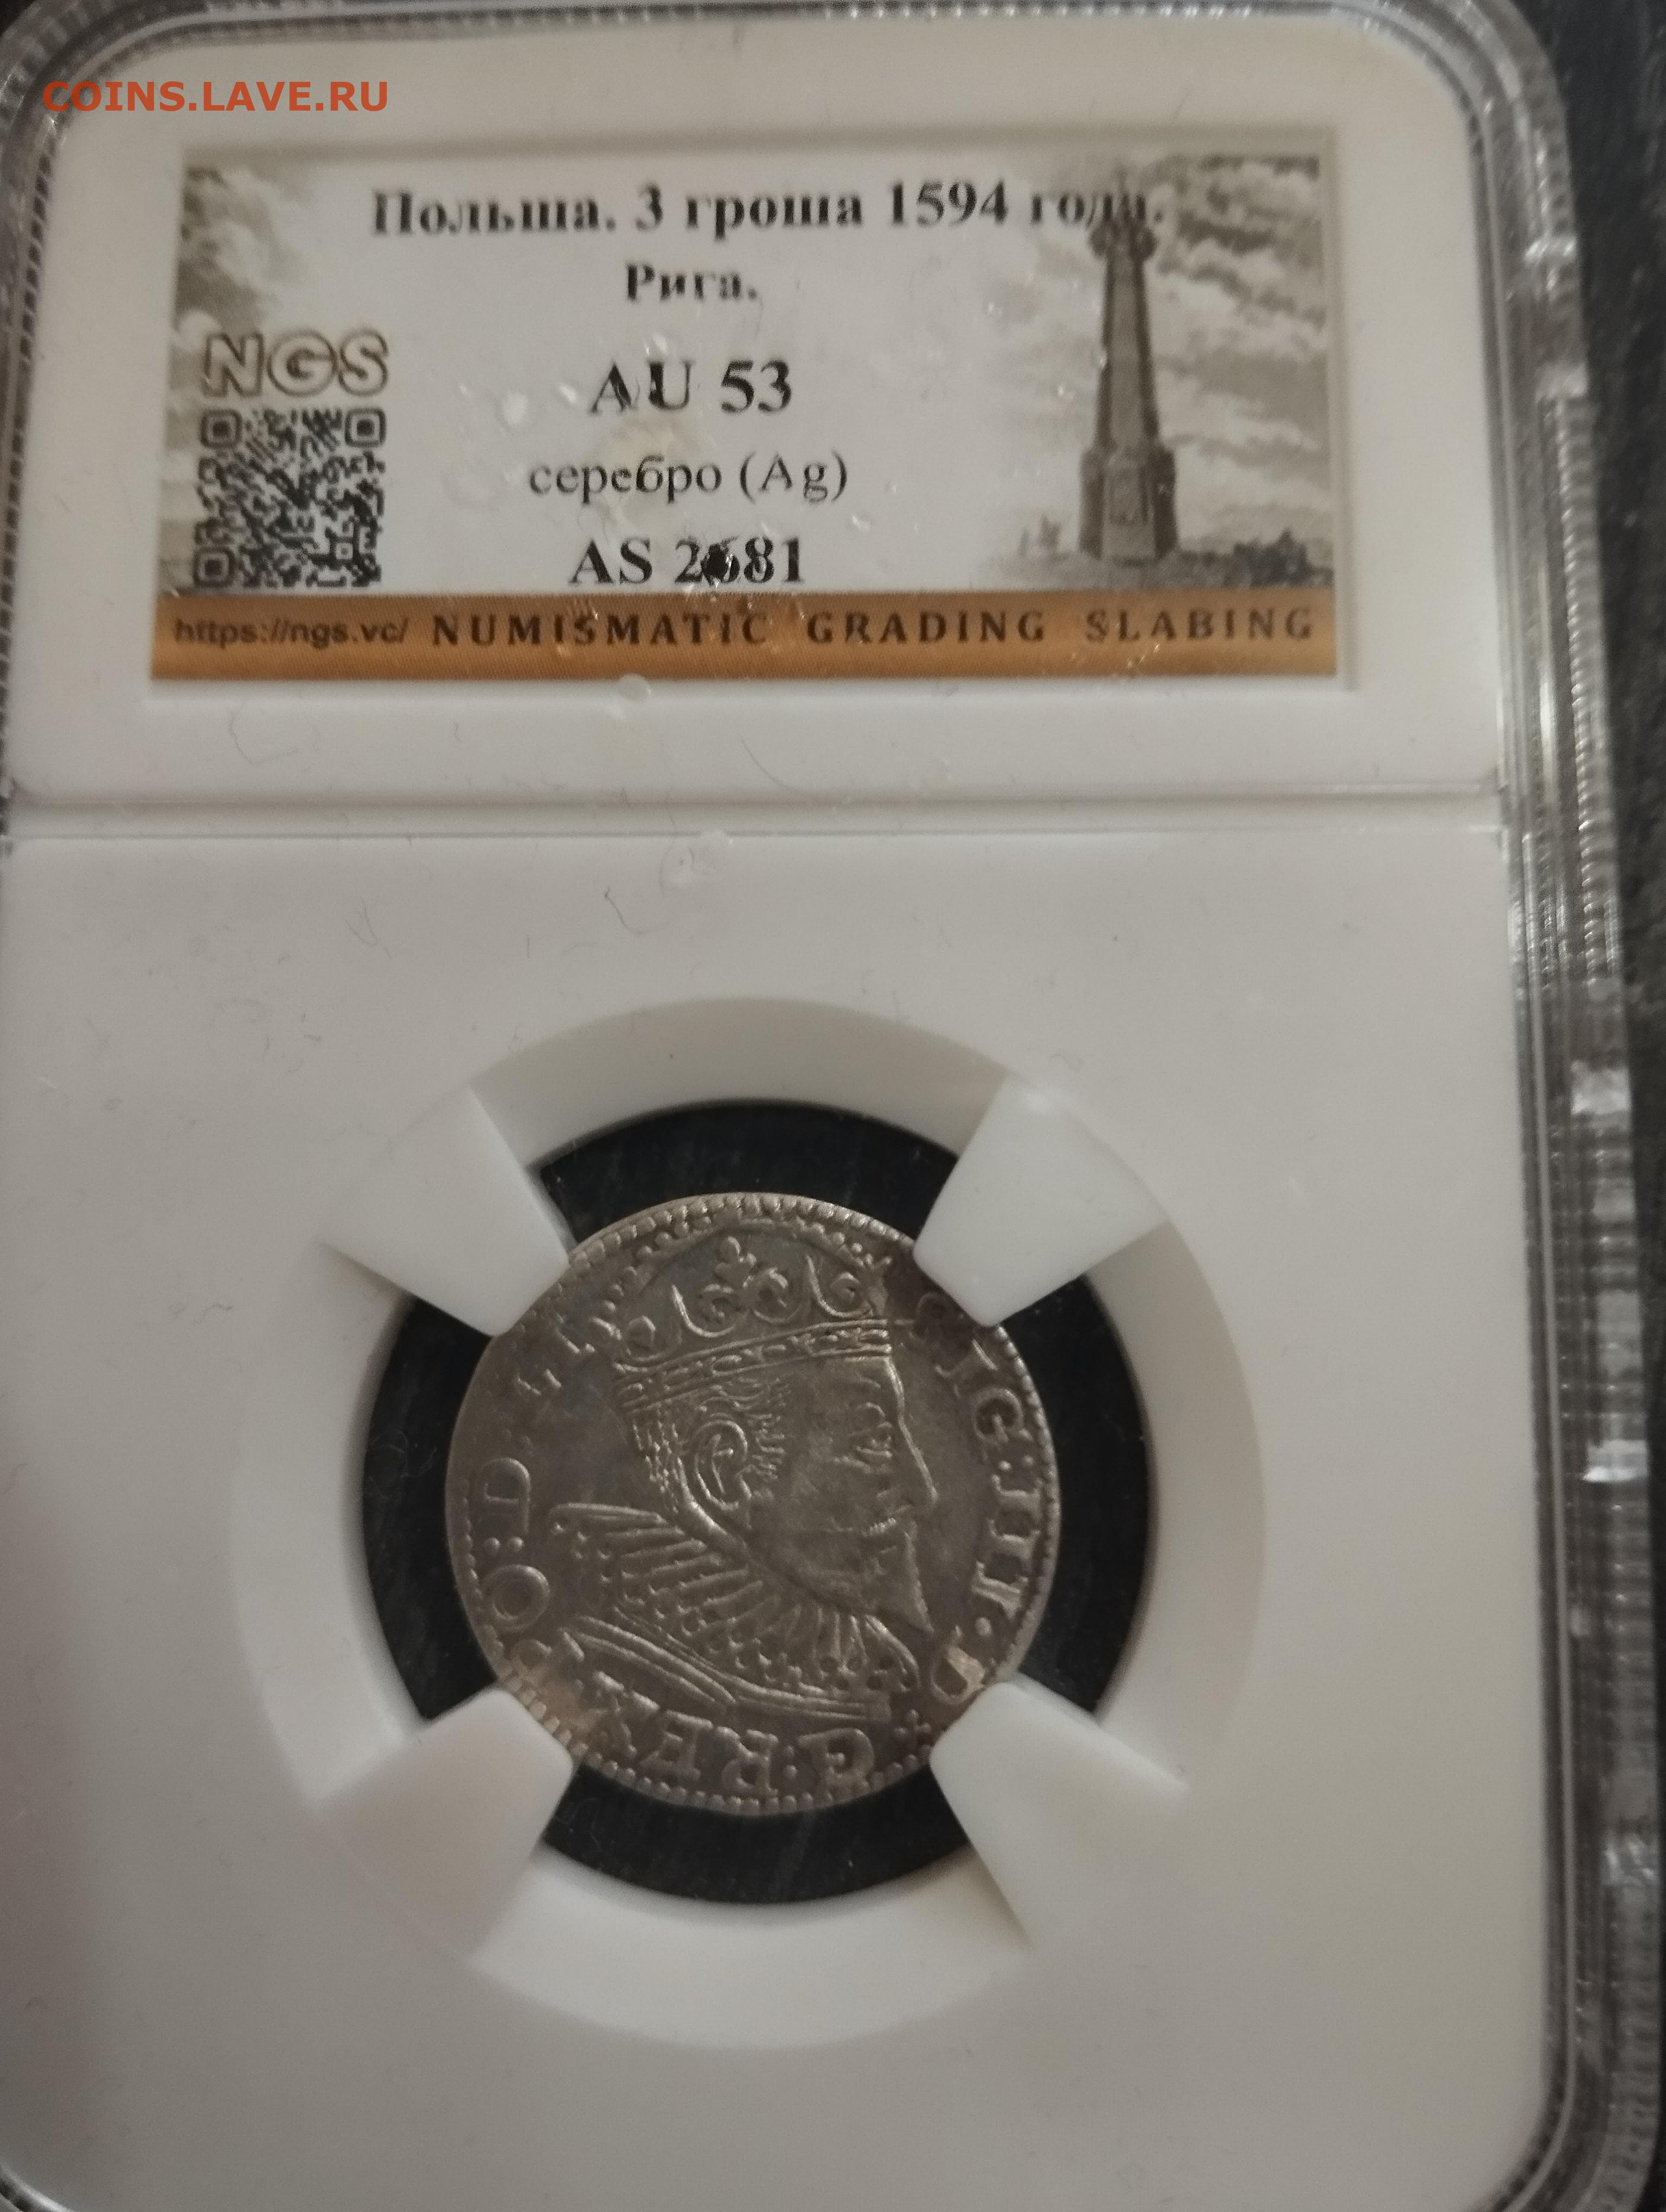 COINS.LAVE.RU
Польша. 3 гроша 1594 года.
Рига.
NGS
AU 53
серебро (Ag)
AS 2681
https://ngs.vc/ NUMISMATIC GRADING SLABING
SIG:III·D
G·REX
O:D